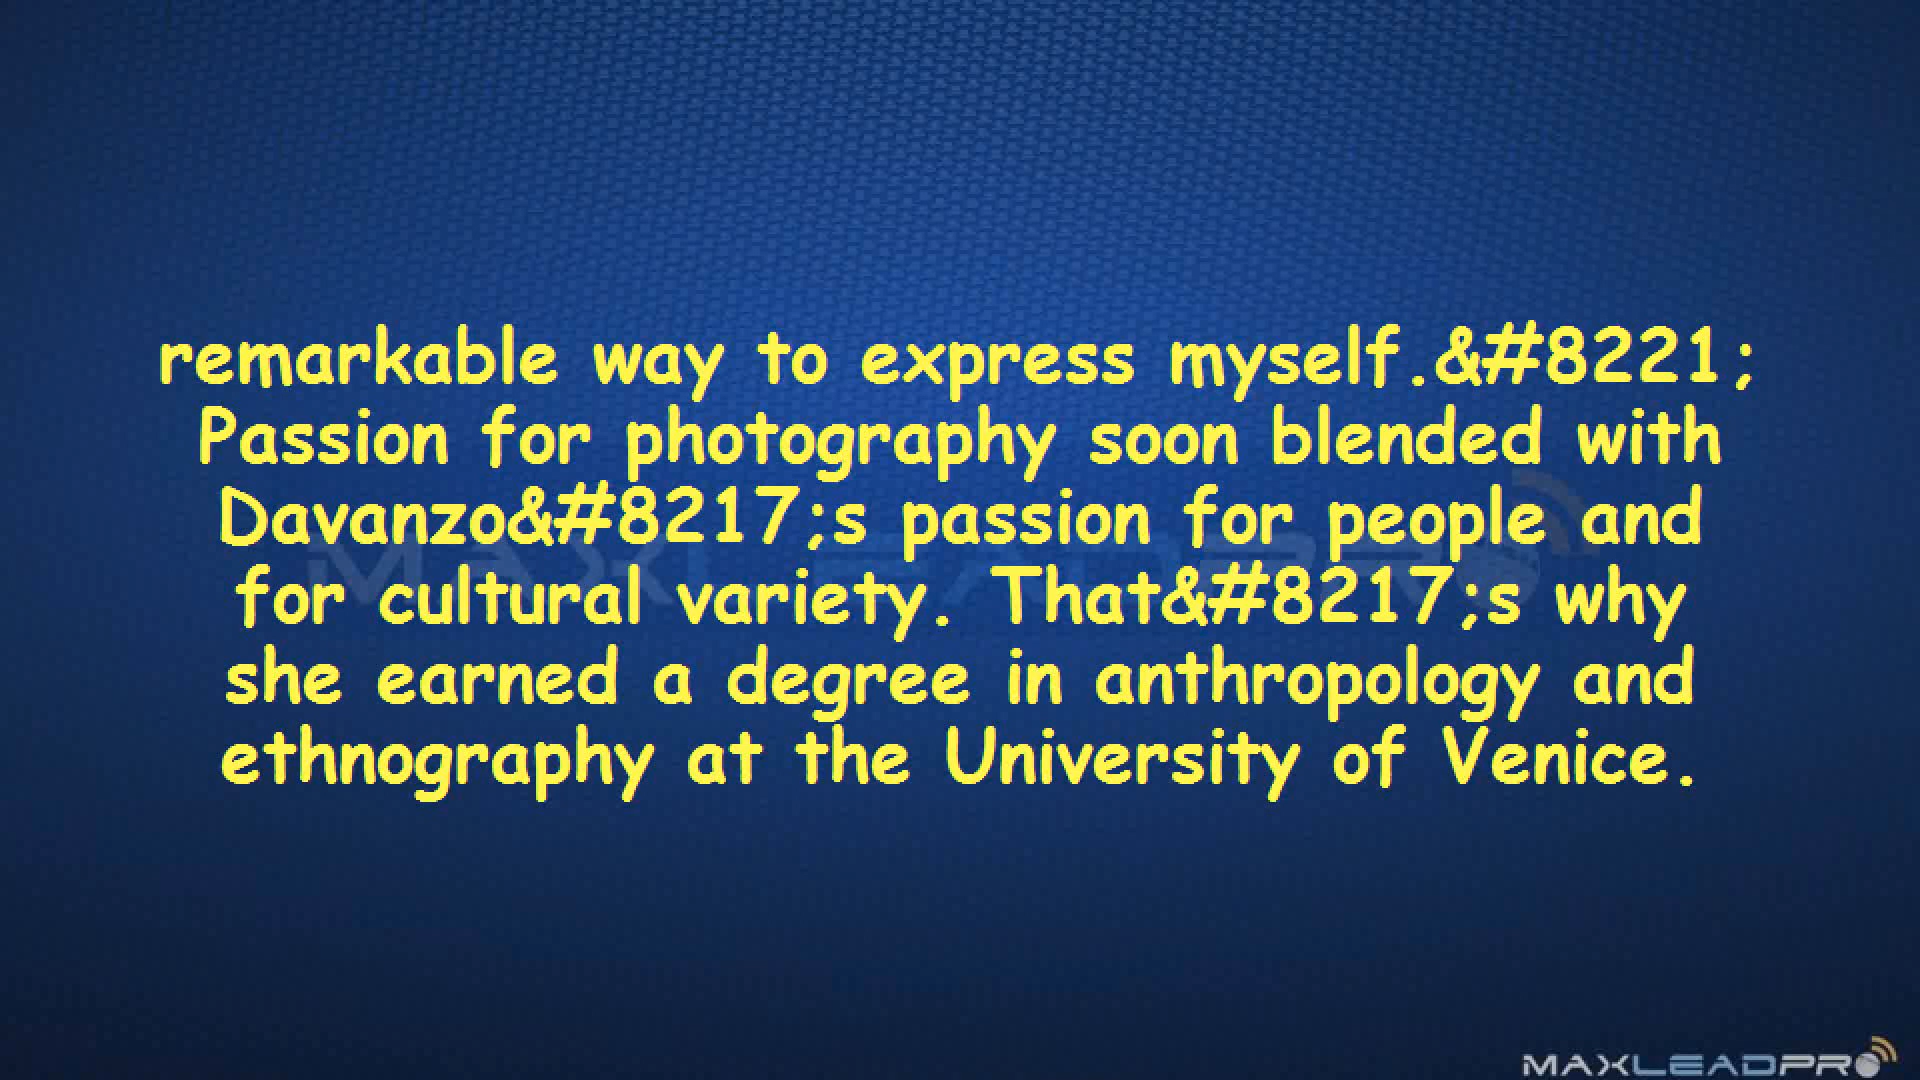 remarkable way to express myself.&#8221;
Passion for photography soon blended with
Davanzo&#8217;s passion for people and
for cultural variety. That&#8217;s why
she earned a degree in anthropology and
ethnography at the University of Venice.
MAXLEADPRO
MAXLEADPRO